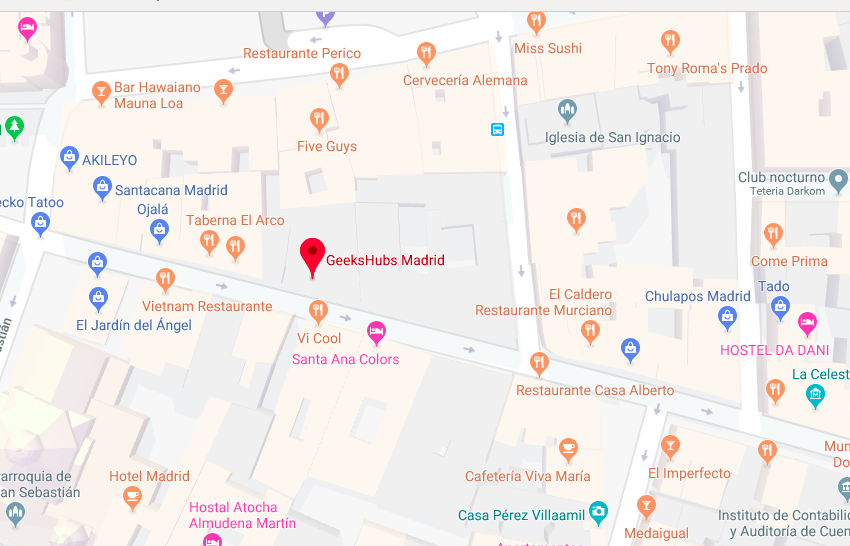 Miss Sushi
Restaurante Perico
Tony Roma's Prado
Cervecería Alemana
Bar Hawaiano
Mauna Loa
Iglesia de San Ignacio
Five Guys
AKILEYO
Club nocturno
Teteria Darkom
Santacana Madrid
ecko Tatoo
Ojalá
Taberna El Arco
GeeksHubs Madrid
Come Prima
Tado
El Caldero
Restaurante Murciano
Chulapos Madrid
Vietnam Restaurante
El Jardín del Ángel
Vi Cool
HOSTEL DA DANI
Santa Ana Colors
La Celest
Restaurante Casa Alberto
astián
Mun
Do
Hotel Madrid
Cafetería Viva María
El Imperfecto
arroquia de
an Sebastián
Hostal Atocha
Almudena Martín
Casa Pérez Villaamil
Instituto de Contabilic
y Auditoría de Cuen
Medaigual